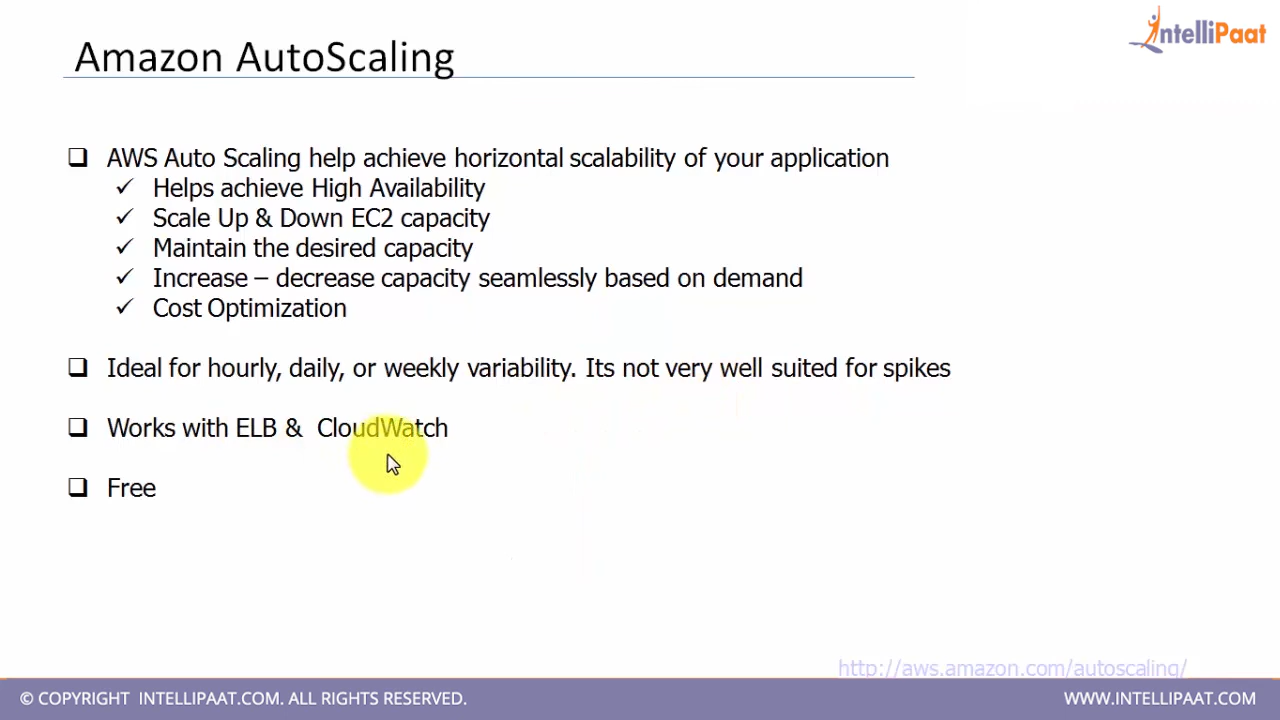 Amazon AutoScaling
IntelliPaat
AWS Auto Scaling help achieve horizontal scalability of your application
Helps achieve High Availability
Scale Up & Down EC2 capacity
Maintain the desired capacity
Increase – decrease capacity seamlessly based on demand
Cost Optimization
Ideal for hourly, daily, or weekly variability. Its not very well suited for spikes
Works with ELB & CloudWatch
Free
http://aws.amazon.com/autoscaling/
© COPYRIGHT INTELLIPAAT.COM. ALL RIGHTS RESERVED.
WWW.INTELLIPAAT.COM